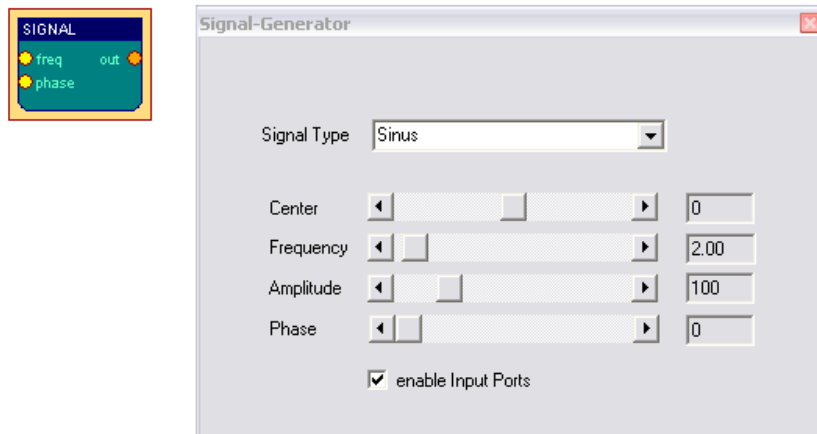 SIGNAL
freq out
phase
Signal-Generator
Signal Type Sinus
Center 0
Frequency 2.00
Amplitude 100
Phase 0
enable Input Ports